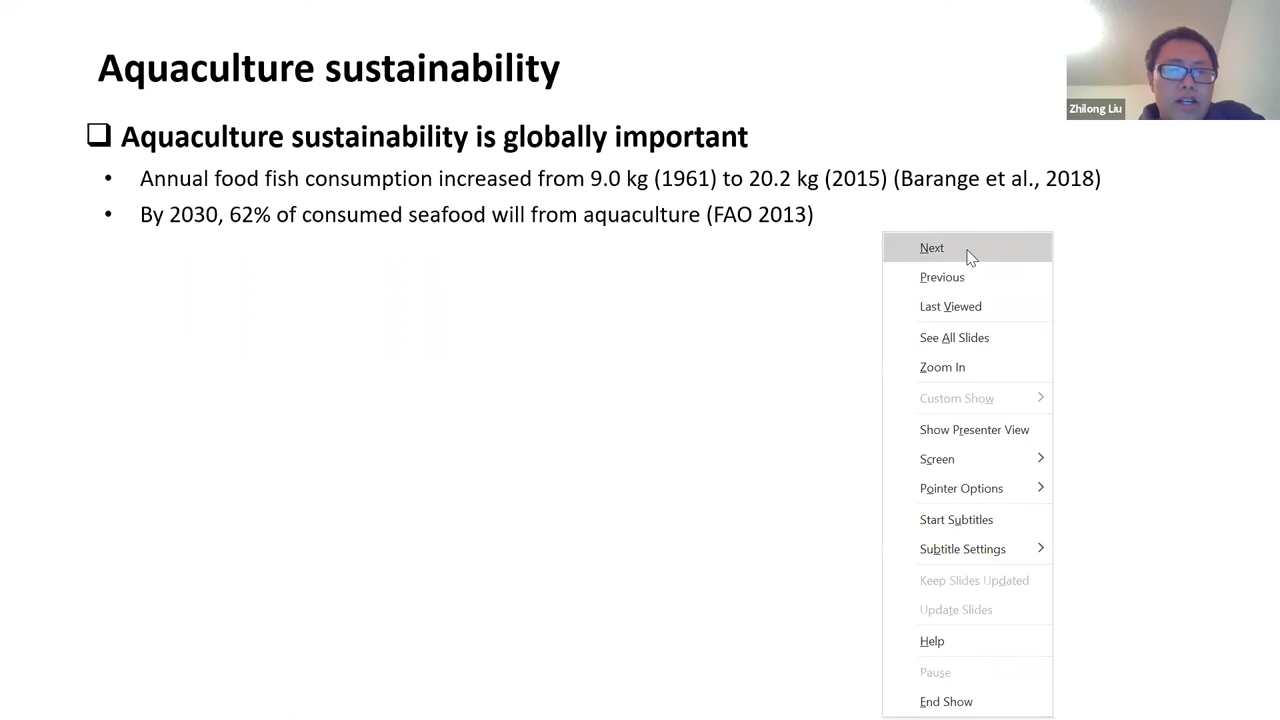 Aquaculture sustainability
Zhilong Liu
❑ Aquaculture sustainability is globally important
• Annual food fish consumption increased from 9.0 kg (1961) to 20.2 kg (2015) (Barange et al., 2018)
• By 2030, 62% of consumed seafood will from aquaculture (FAO 2013)
Next
Previous
Last Viewed
See All Slides
Zoom In
Custom Show
Show Presenter View
Screen
Pointer Options
Start Subtitles
Subtitle Settings
Keep Slides Updated
Update Slides
Help
Pause
End Show